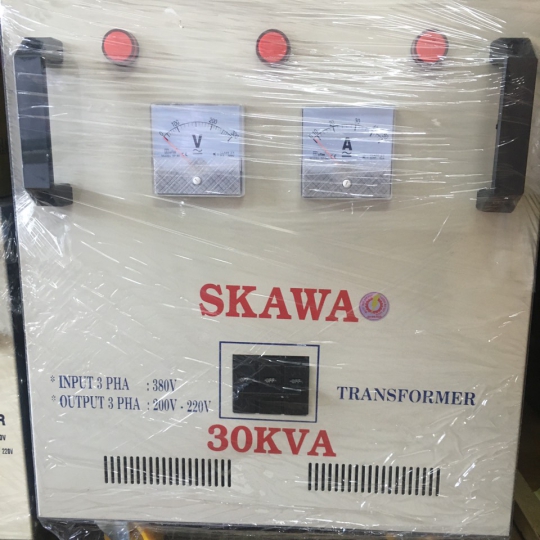 V
A
SKAWA
* INPUT 3 PHA : 380V
* OUTPUT 3 PHA : 200V - 220V
TRANSFORMER
30KVA
R